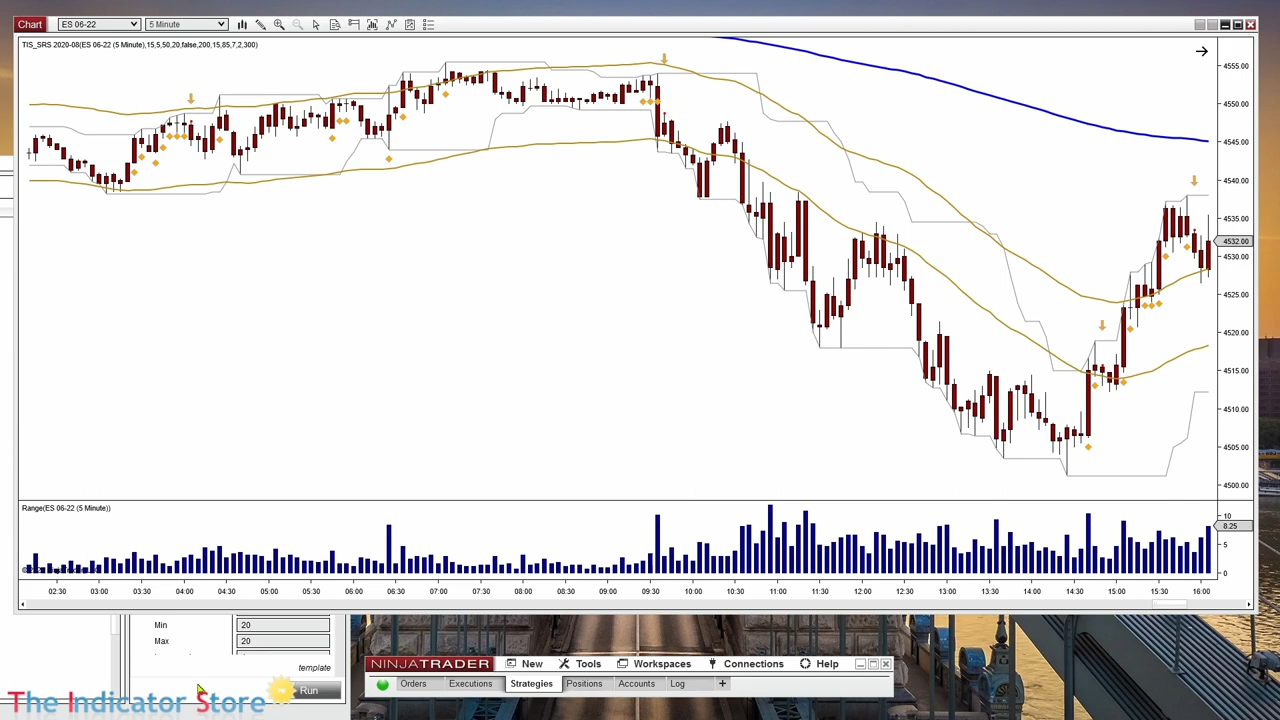 Chart ES 06-22 5 Minute
TIS_SRS 2020-08(ES 06-22 (5 Minute),15,5,50,20,false,200,15,85,7,2,300)
4555.00
4550.00
4545.00
4540.00
4535.00
4532.00
4530.00
4525.00
4520.00
4515.00
4510.00
4505.00
4500.00
Range(ES 06-22 (5 Minute))
10
8.25
5
0
02:30 03:00 03:30 04:00 04:30 05:00 05:30 06:00 06:30 07:00 07:30 08:00 08:30 09:00 09:30 10:00 10:30 11:00 11:30 12:00 12:30 13:00 13:30 14:00 14:30 15:00 15:30 16:00
Min 20
Max 20
template
Run
The Indicator Store
NINJATRADER New Tools Workspaces Connections Help
Orders Executions Strategies Positions Accounts Log +